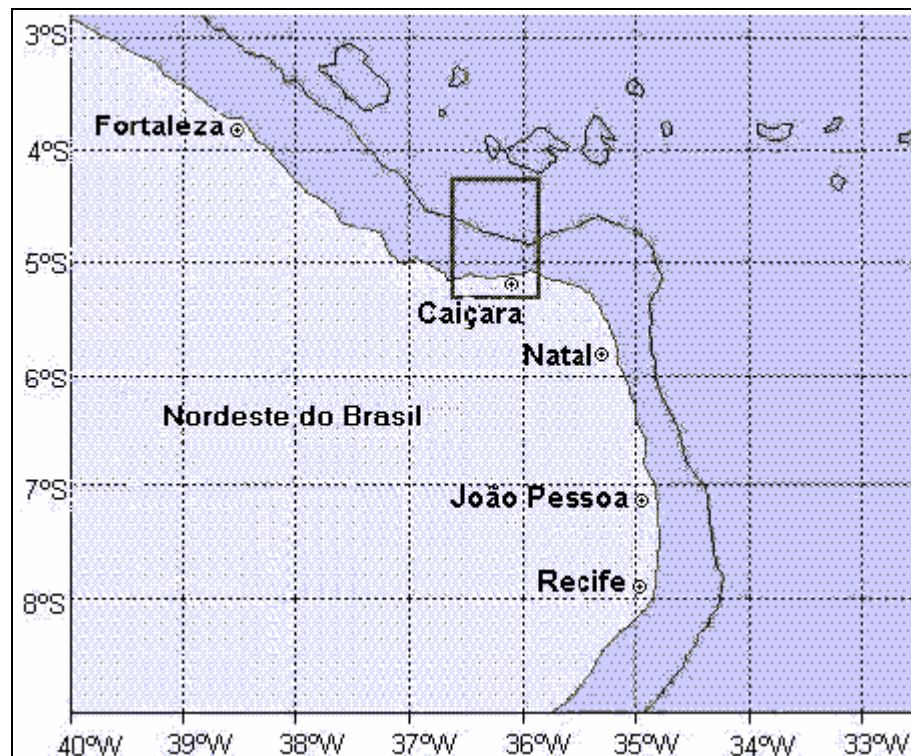 3ºS
Fortaleza
4ºS
5ºS
Caiçara
Natal
6ºS
Nordeste do Brasil
7ºS
João Pessoa
Recife
8ºS
40ºW 39ºW 38ºW 37ºW 36ºW 35ºW 34ºW 33ºW